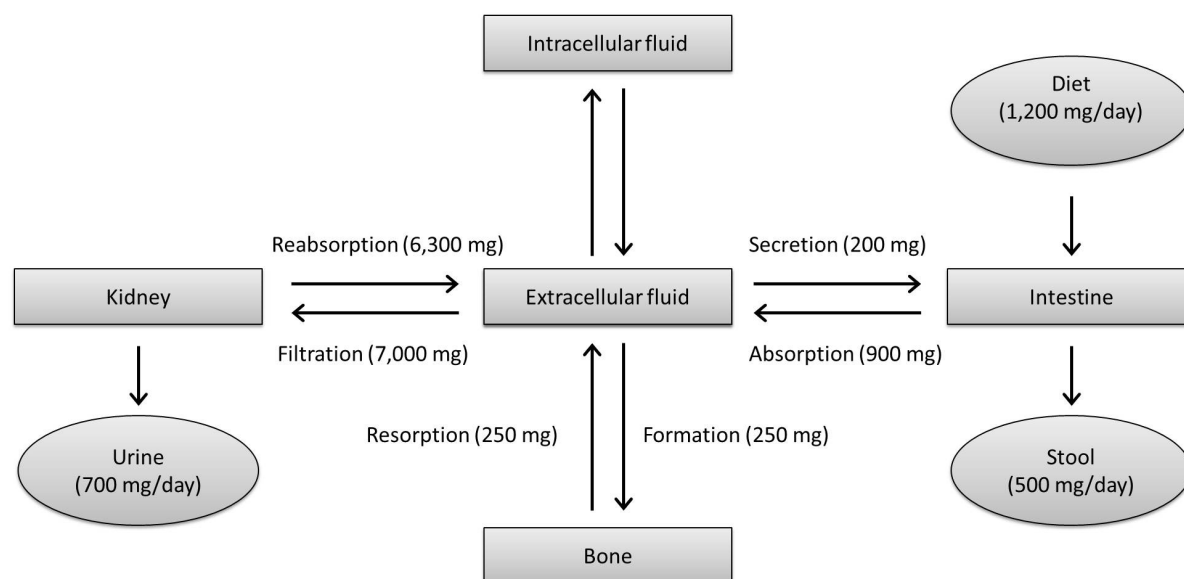 Intracellular fluid
Diet
(1,200 mg/day)
Reabsorption (6,300 mg)
Secretion (200 mg)
Kidney
Extracellular fluid
Intestine
Filtration (7,000 mg)
Absorption (900 mg)
Resorption (250 mg)
Formation (250 mg)
Urine
(700 mg/day)
Stool
(500 mg/day)
Bone